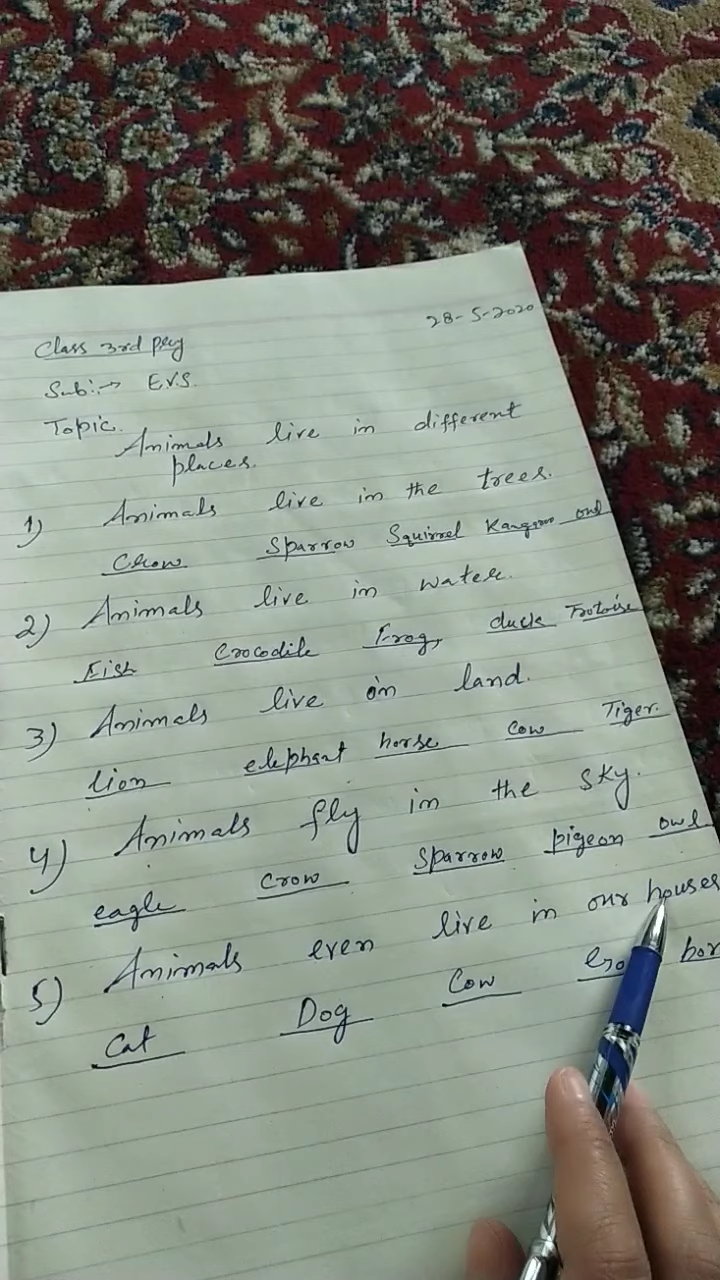 28-5-2020
Class 3rd
Sub:→ E.V.S.
Topic.
Animals live in different
places.
1) Animals live in the trees.
Crow Sparrow Squirrel Kangaroo owl
2) Animals live in water.
Fish Crocodile Frog, duck Trotoise
3) Animals live on land.
lion elephant horse cow Tiger.
4) Animals fly in the sky.
eagle Crow Sparrow pigeon owl
5) Animals even live in our houses
Cat Dog Cow